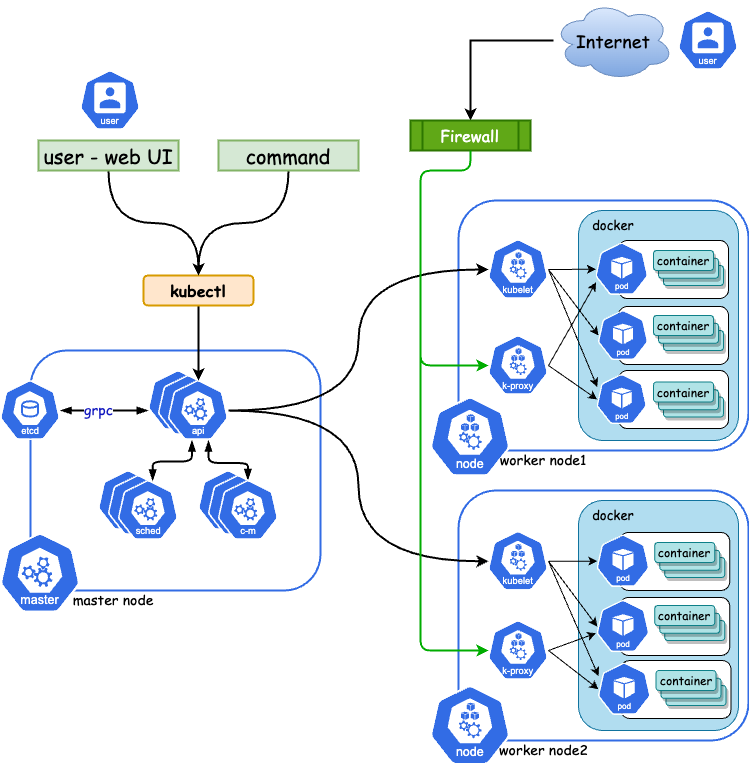 Internet
user
user
user - web UI
command
Firewall
kubectl
etcd
grpc
api
sched
c-m
master
master node
docker
kubelet
k-proxy
pod
container
pod
container
pod
container
node
worker node1
docker
kubelet
k-proxy
pod
container
pod
container
pod
container
node
worker node2